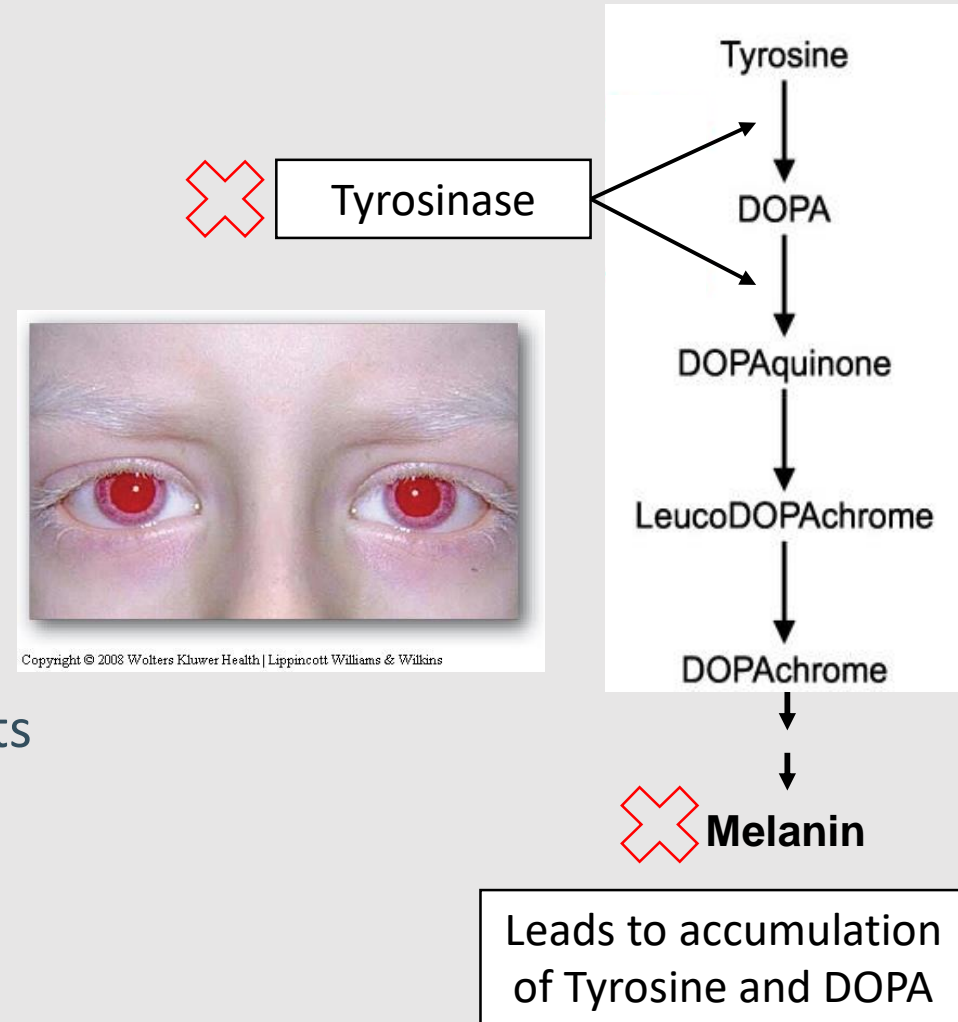 Tyrosine
Tyrosinase
DOPA
DOPAquinone
LeucoDOPAchrome
Copyright © 2008 Wolters Kluwer Health | Lippincott Williams & Wilkins
DOPAchrome
ts
Melanin
Leads to accumulation
of Tyrosine and DOPA